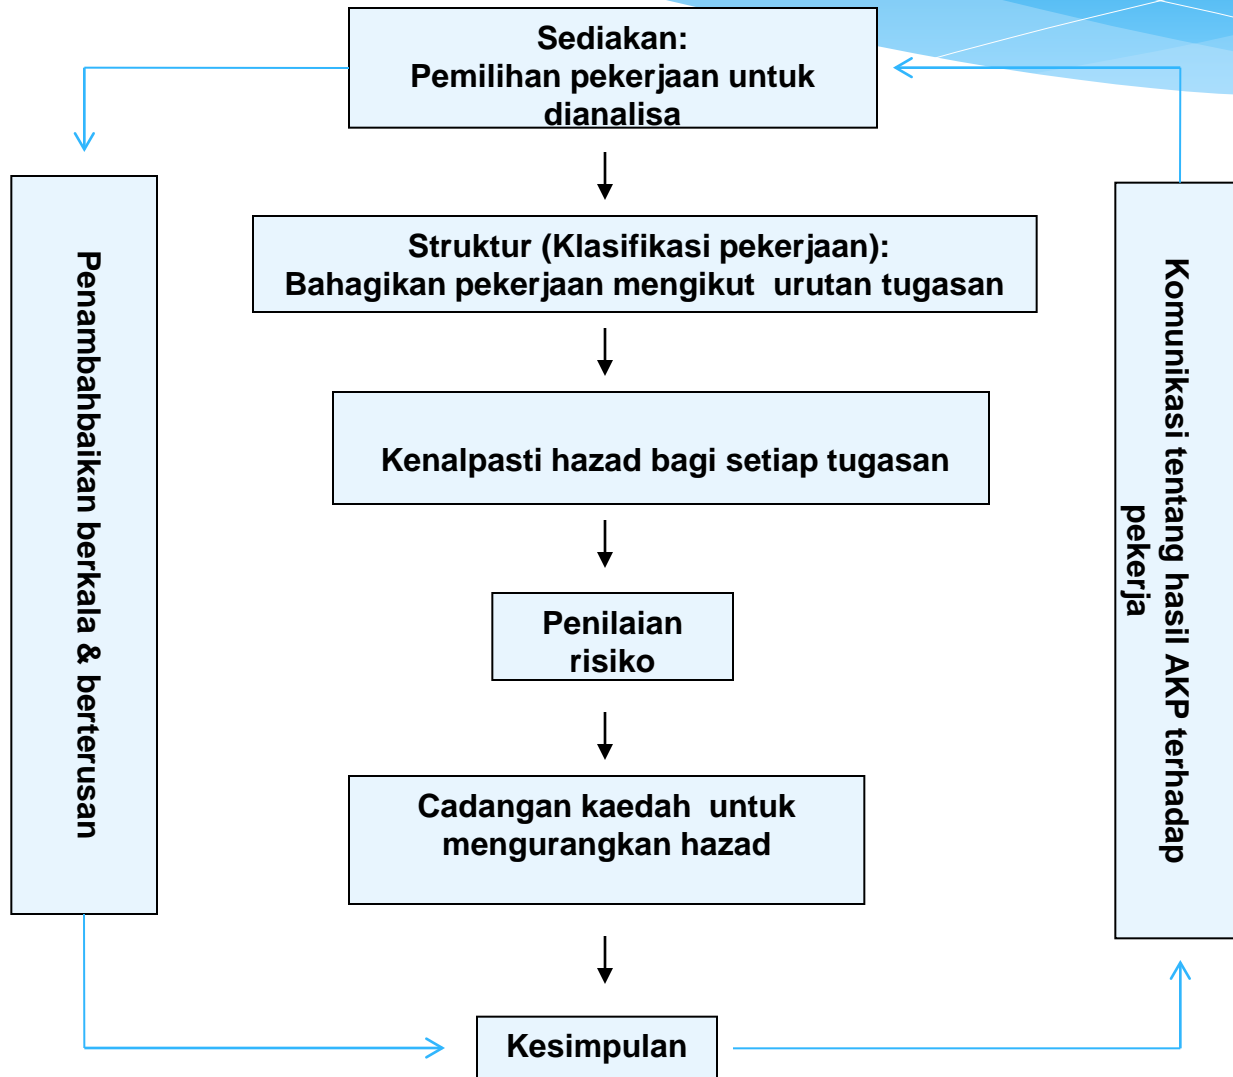 Sediakan:
Pemilihan pekerjaan untuk
dianalisa
Struktur (Klasifikasi pekerjaan):
Bahagikan pekerjaan mengikut urutan tugasan
Kenalpasti hazad bagi setiap tugasan
Penilaian
risiko
Cadangan kaedah untuk
mengurangkan hazad
Kesimpulan
Penambahbaikan berkala & berterusan
Komunikasi tentang hasil AKP terhadap
pekerja